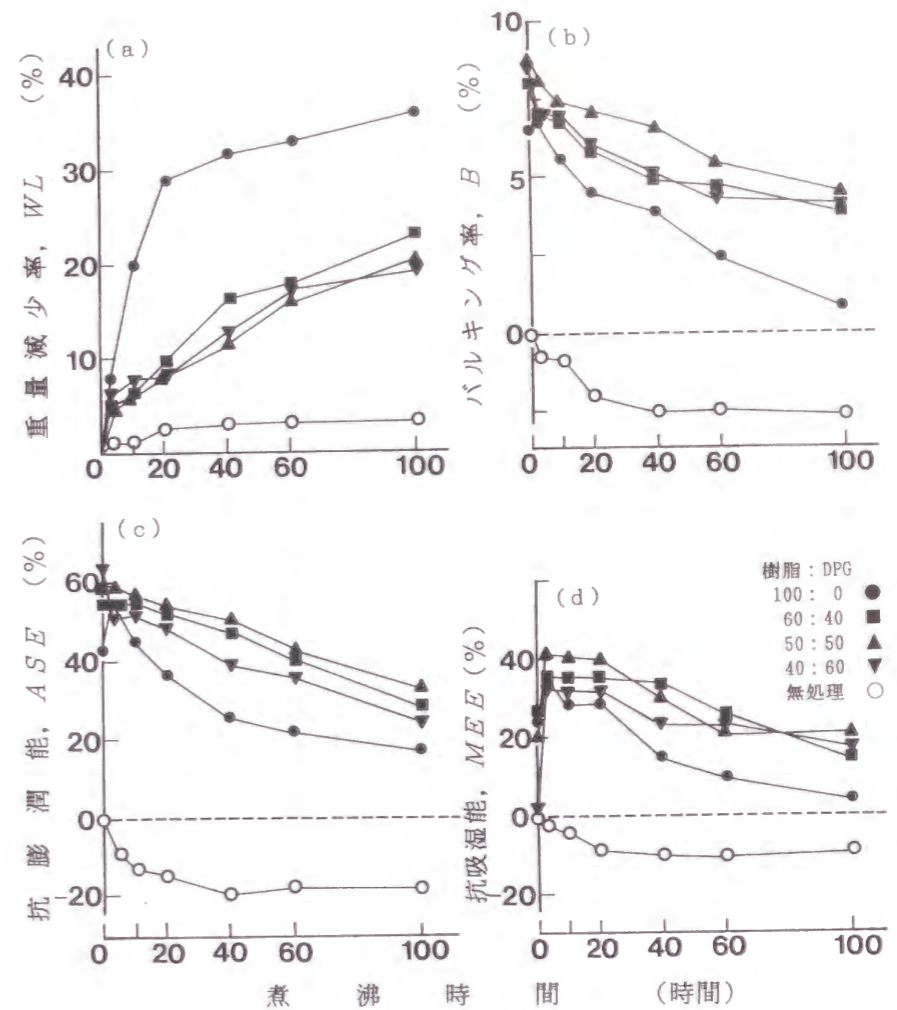 (a)
重量減少率, WL (%)
40
30
20
10
0 20 40 60 100
(b)
バルキング率, B (%)
10
5
0
0 20 40 60 100
(c)
抗膨潤能, ASE (%)
60
40
20
0
-20
0 20 40 60 100
(d)
抗吸湿能, MEE (%)
40
20
0
-20
0 20 40 60 100
樹脂:DPG
100: 0 ●
60:40 ■
50:50 ▲
40:60 ▼
無処理 ○
煮沸時間 (時間)